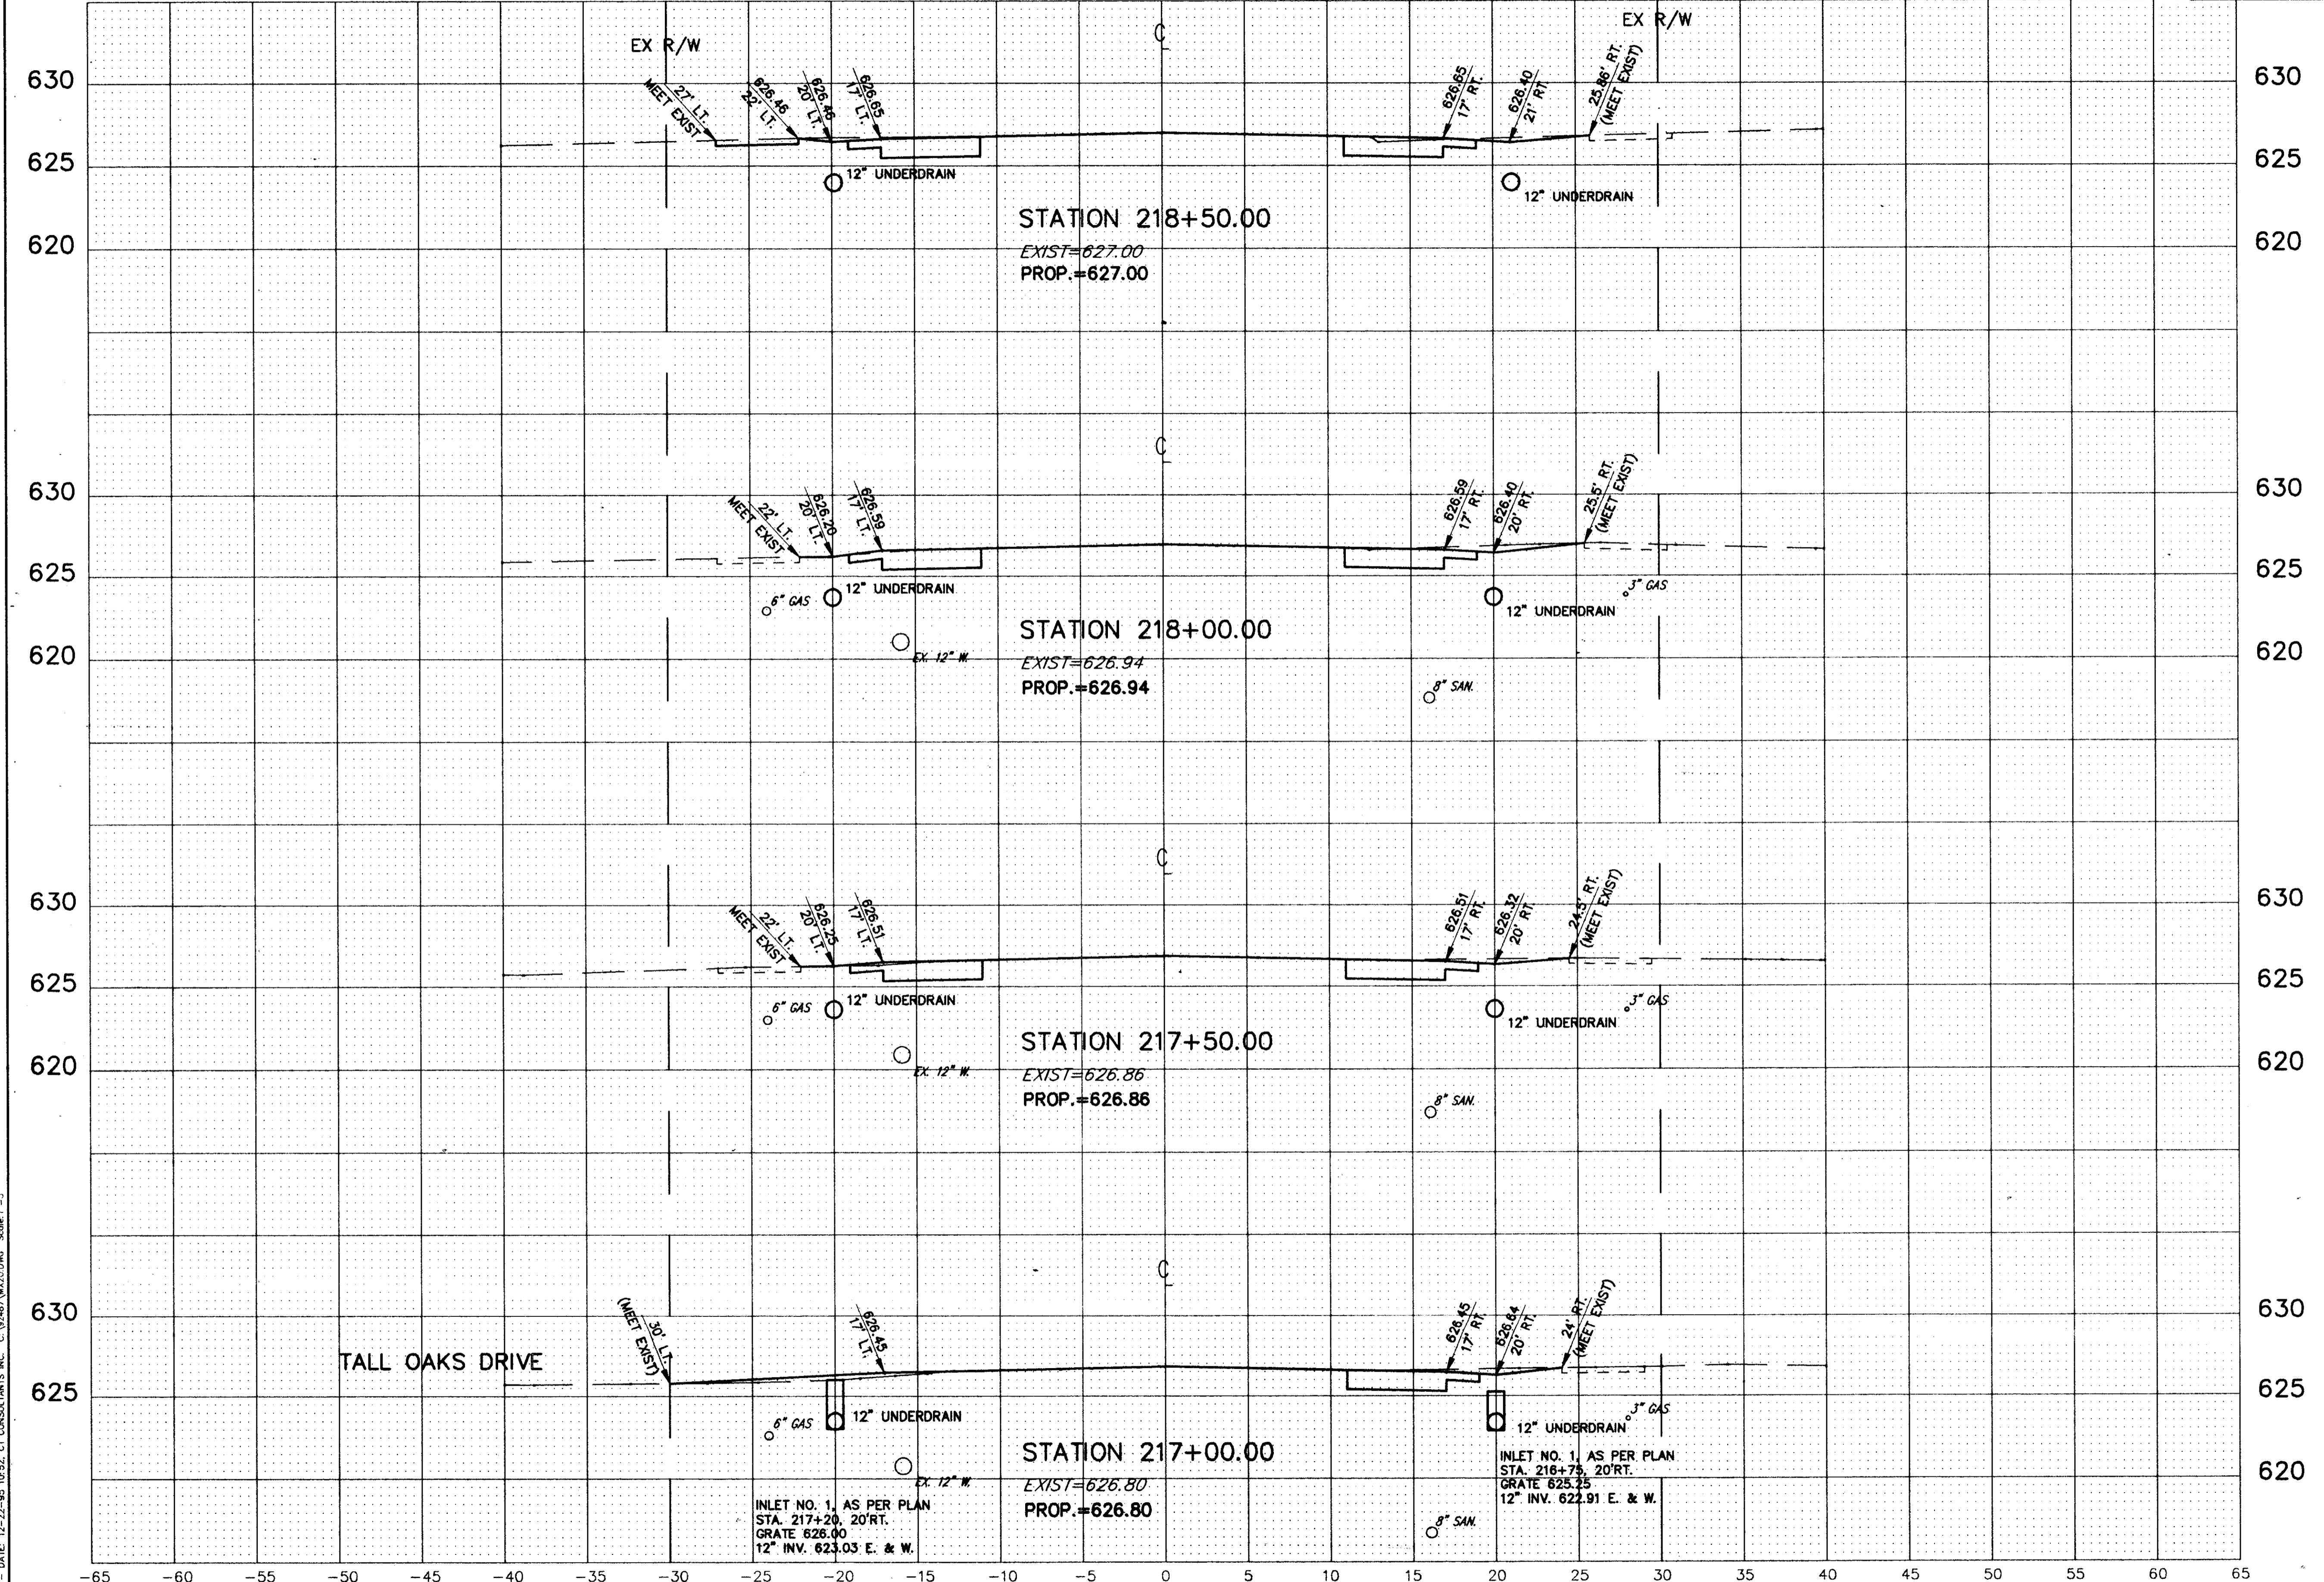 EX R/W
EX R/W
630
630
27' LT.
MEET EXIST
626.46
22' LT.
626.46
20' LT.
626.65
17' LT.
626.65
17' RT.
626.40
21' RT
25.86' RT.
(MEET EXIST)
625
625
12" UNDERDRAIN
12" UNDERDRAIN
STATION 218+50.00
620
620
EXIST=627.00
PROP.=627.00
630
630
22' LT.
MEET EXIST
626.20
20' LT.
626.59
17' LT.
626.59
17' RT.
626.40
20' RT.
25.5' RT.
(MEET EXIST)
625
625
6" GAS
12" UNDERDRAIN
12" UNDERDRAIN
3" GAS
STATION 218+00.00
620
620
EX. 12" W.
EXIST=626.94
PROP.=626.94
8" SAN.
630
630
22' LT.
MEET EXIST
626.25
20' LT.
626.51
17' LT.
626.51
17' RT.
626.32
20' RT
24.5' RT.
(MEET EXIST)
625
625
6" GAS
12" UNDERDRAIN
12" UNDERDRAIN
3" GAS
STATION 217+50.00
620
620
EX. 12" W.
EXIST=626.86
PROP.=626.86
8" SAN.
630
630
30' LT.
(MEET EXIST)
626.45
17' LT.
626.45
17' RT.
626.64
20' RT.
24' RT.
(MEET EXIST)
TALL OAKS DRIVE
625
625
6" GAS
12" UNDERDRAIN
12" UNDERDRAIN
3" GAS
STATION 217+00.00
620
620
EX. 12" W.
EXIST=626.80
PROP.=626.80
INLET NO. 1, AS PER PLAN
STA. 217+20, 20'RT.
GRATE 626.00
12" INV. 623.03 E. & W.
INLET NO. 1, AS PER PLAN
STA. 216+75, 20'RT.
GRATE 625.25
12" INV. 622.91 E. & W.
8" SAN.
-65 -60 -55 -50 -45 -40 -35 -30 -25 -20 -15 -10 -5 0 5 10 15 20 25 30 35 40 45 50 55 60 65
DATE: 12-22-95 10:52, CT CONSULTANTS INC.